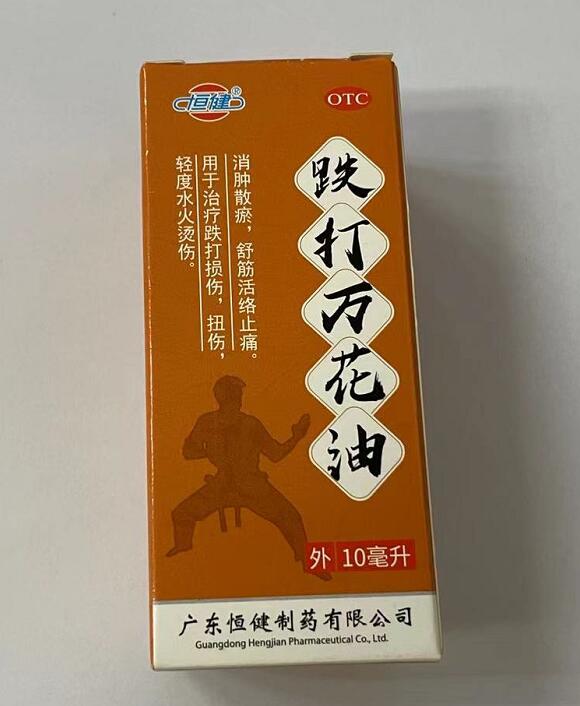 恒健®
OTC
跌打万花油
消肿散瘀，舒筋活络止痛。
用于治疗跌打损伤，扭伤，
轻度水火烫伤。
外 10毫升
广东恒健制药有限公司
Guangdong Hengjian Pharmaceutical Co., Ltd.